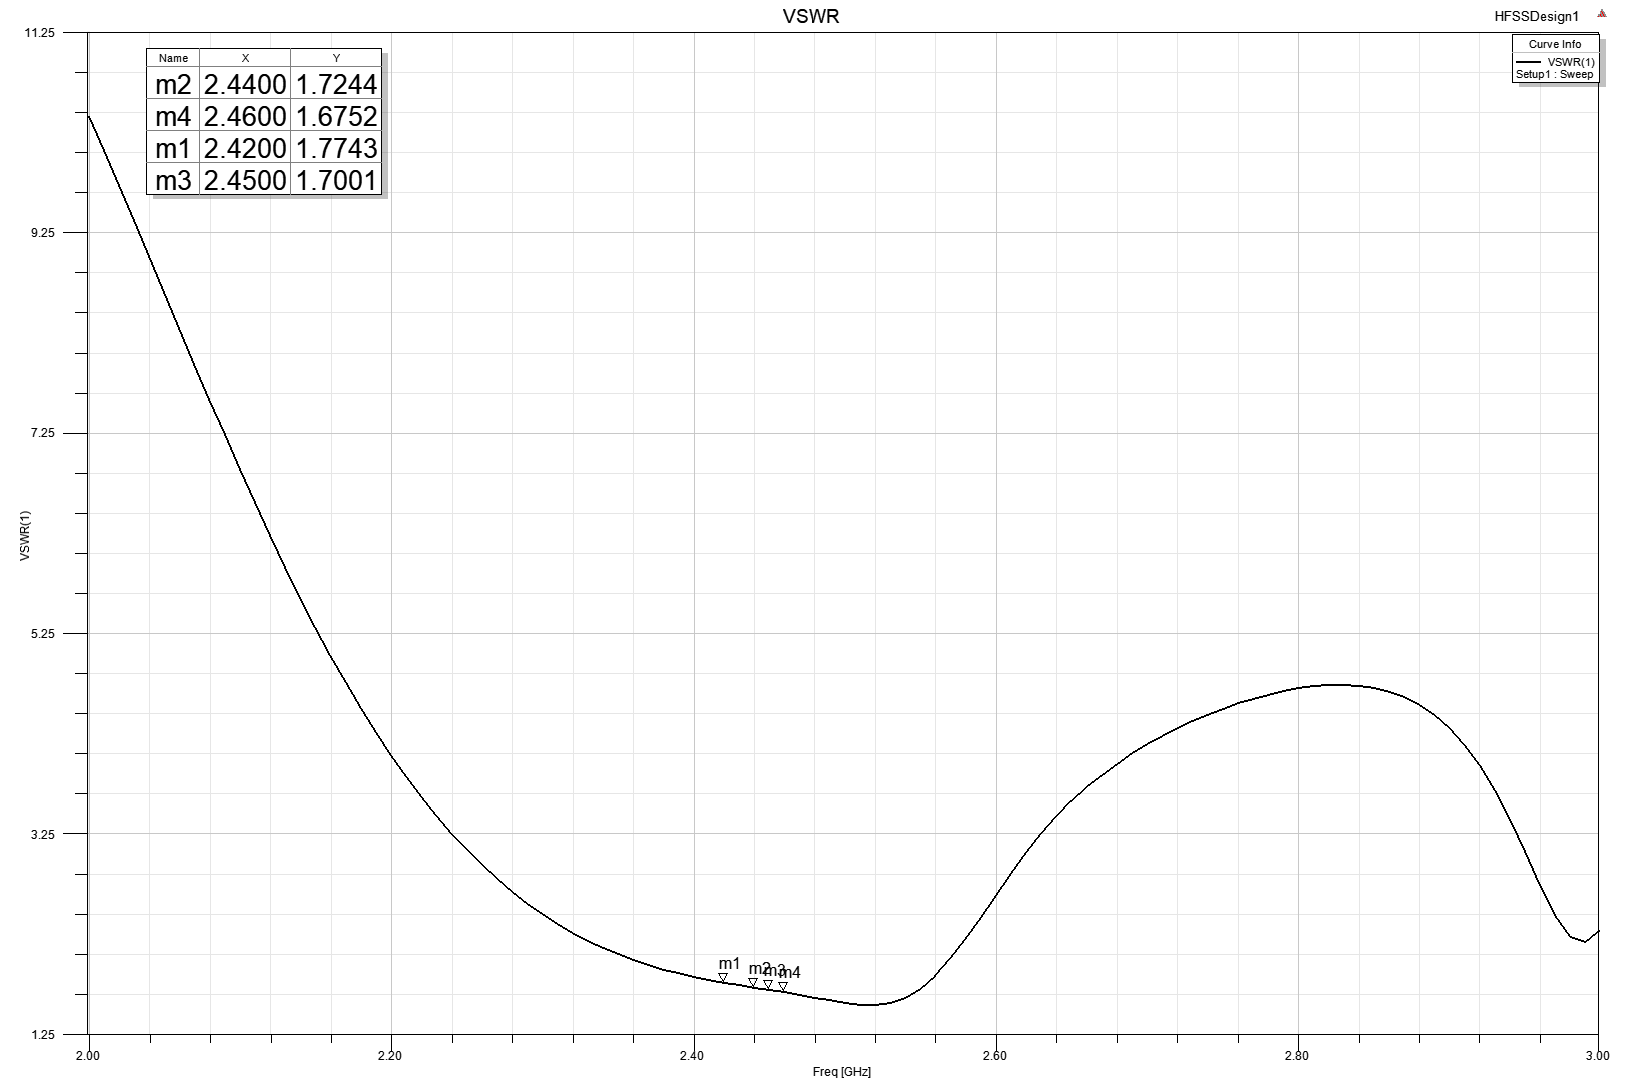 VSWR
HFSSDesign1
11.25
9.25
7.25
5.25
3.25
1.25
VSWR(1)
Name X Y
m2 2.4400 1.7244
m4 2.4600 1.6752
m1 2.4200 1.7743
m3 2.4500 1.7001
Curve Info
VSWR(1)
Setup1 : Sweep
m1 m2 m3 m4
2.00 2.20 2.40 2.60 2.80 3.00
Freq [GHz]